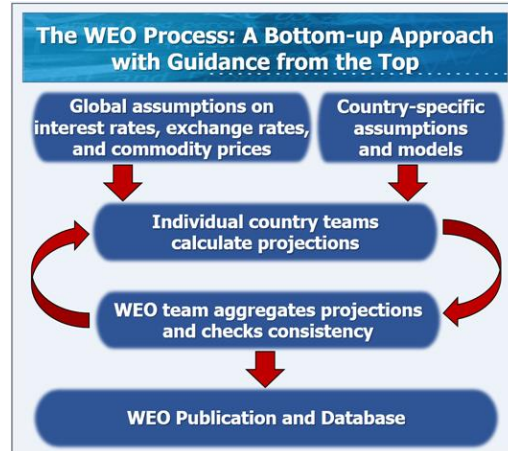 The WEO Process: A Bottom-up Approach
with Guidance from the Top
Global assumptions on
interest rates, exchange rates,
and commodity prices
Country-specific
assumptions
and models
Individual country teams
calculate projections
WEO team aggregates projections
and checks consistency
WEO Publication and Database